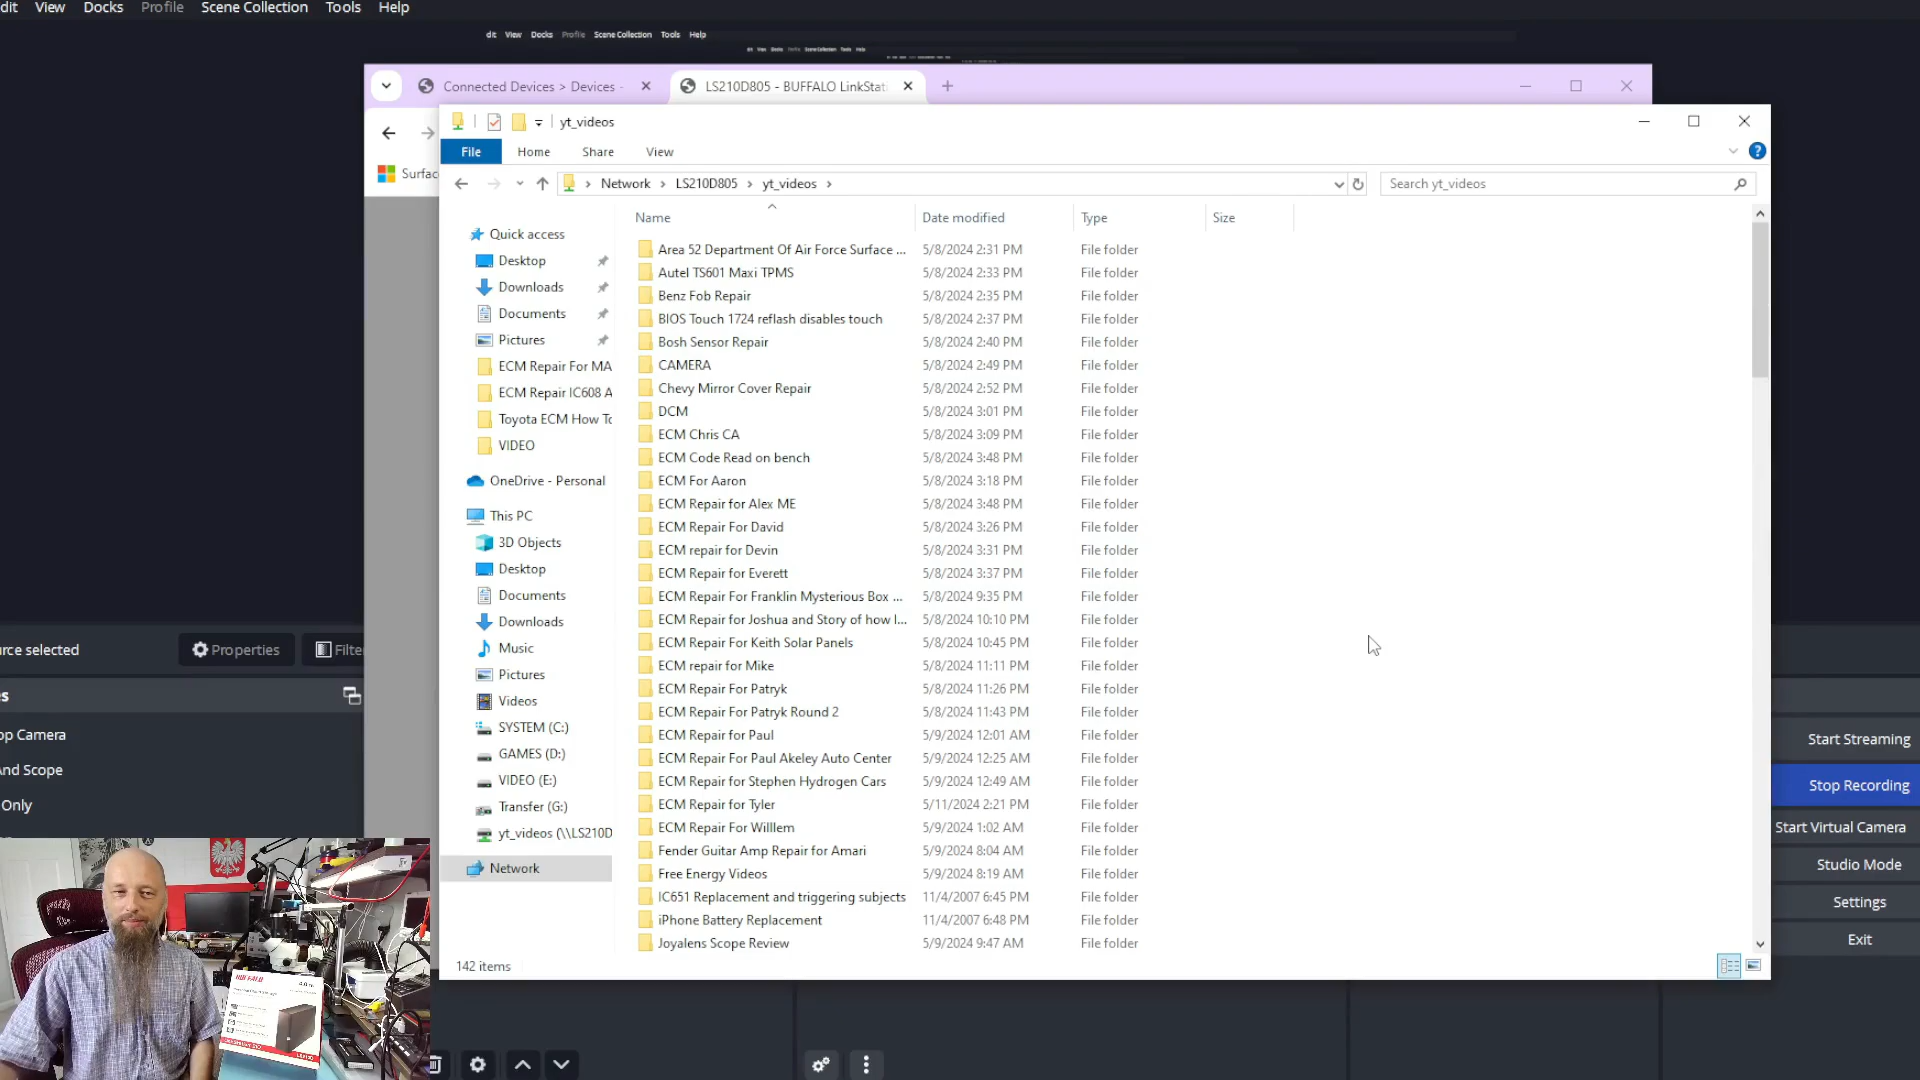 dit View Docks Profile Scene Collection Tools Help
dit View Docks Profile Scene Collection Tools Help
Connected Devices > Devices -
LS210D805 - BUFFALO LinkStati
Surfac
yt_videos
File Home Share View
Network > LS210D805 > yt_videos >
Search yt_videos
Name Date modified Type Size
Quick access
Desktop
Downloads
Documents
Pictures
ECM Repair For MA
ECM Repair IC608 A
Toyota ECM How To
VIDEO
OneDrive - Personal
This PC
3D Objects
Desktop
Documents
Downloads
Music
Pictures
Videos
SYSTEM (C:)
GAMES (D:)
VIDEO (E:)
Transfer (G:)
yt_videos (\\LS210D
Network
Area 52 Department Of Air Force Surface ... 5/8/2024 2:31 PM File folder
Autel TS601 Maxi TPMS 5/8/2024 2:33 PM File folder
Benz Fob Repair 5/8/2024 2:35 PM File folder
BIOS Touch 1724 reflash disables touch 5/8/2024 2:37 PM File folder
Bosh Sensor Repair 5/8/2024 2:40 PM File folder
CAMERA 5/8/2024 2:49 PM File folder
Chevy Mirror Cover Repair 5/8/2024 2:52 PM File folder
DCM 5/8/2024 3:01 PM File folder
ECM Chris CA 5/8/2024 3:09 PM File folder
ECM Code Read on bench 5/8/2024 3:48 PM File folder
ECM For Aaron 5/8/2024 3:18 PM File folder
ECM Repair for Alex ME 5/8/2024 3:48 PM File folder
ECM Repair For David 5/8/2024 3:26 PM File folder
ECM repair for Devin 5/8/2024 3:31 PM File folder
ECM Repair for Everett 5/8/2024 3:37 PM File folder
ECM Repair For Franklin Mysterious Box ... 5/8/2024 9:35 PM File folder
ECM Repair for Joshua and Story of how I... 5/8/2024 10:10 PM File folder
ECM Repair For Keith Solar Panels 5/8/2024 10:45 PM File folder
ECM repair for Mike 5/8/2024 11:11 PM File folder
ECM Repair For Patryk 5/8/2024 11:26 PM File folder
ECM Repair For Patryk Round 2 5/8/2024 11:43 PM File folder
ECM Repair for Paul 5/9/2024 12:01 AM File folder
ECM Repair For Paul Akeley Auto Center 5/9/2024 12:25 AM File folder
ECM Repair for Stephen Hydrogen Cars 5/9/2024 12:49 AM File folder
ECM Repair for Tyler 5/11/2024 2:21 PM File folder
ECM Repair For Willlem 5/9/2024 1:02 AM File folder
Fender Guitar Amp Repair for Amari 5/9/2024 8:04 AM File folder
Free Energy Videos 5/9/2024 8:19 AM File folder
IC651 Replacement and triggering subjects 11/4/2007 6:45 PM File folder
iPhone Battery Replacement 11/4/2007 6:48 PM File folder
Joyalens Scope Review 5/9/2024 9:47 AM File folder
142 items
rce selected
Properties
Filte
s
op Camera
And Scope
Only
Start Streaming
Stop Recording
Start Virtual Camera
Studio Mode
Settings
Exit
BUFFALO